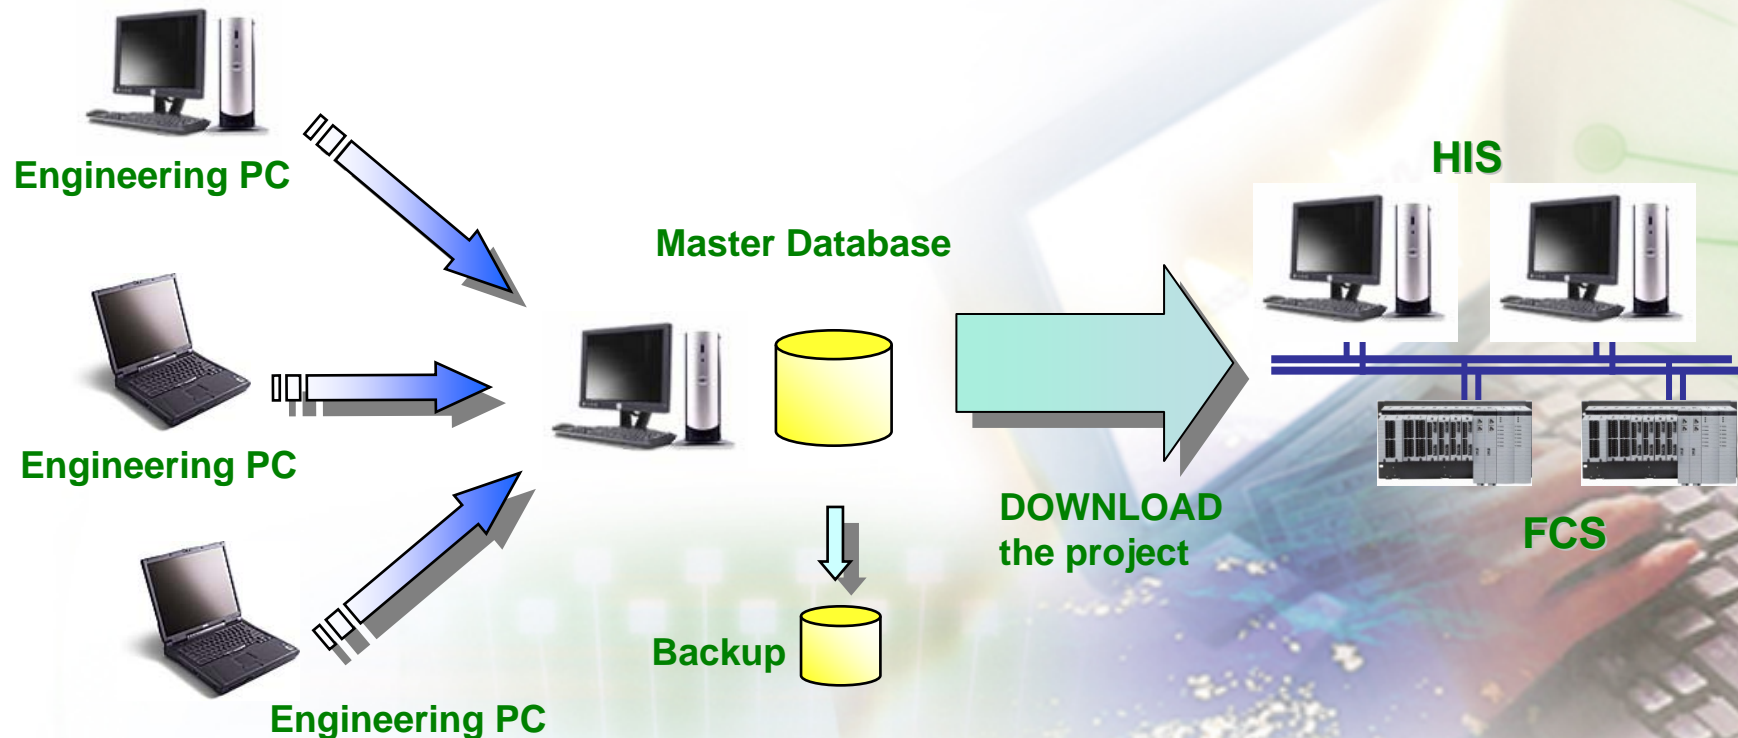 Engineering PC
HIS
Master Database
Engineering PC
DOWNLOAD
the project
FCS
Backup
Engineering PC